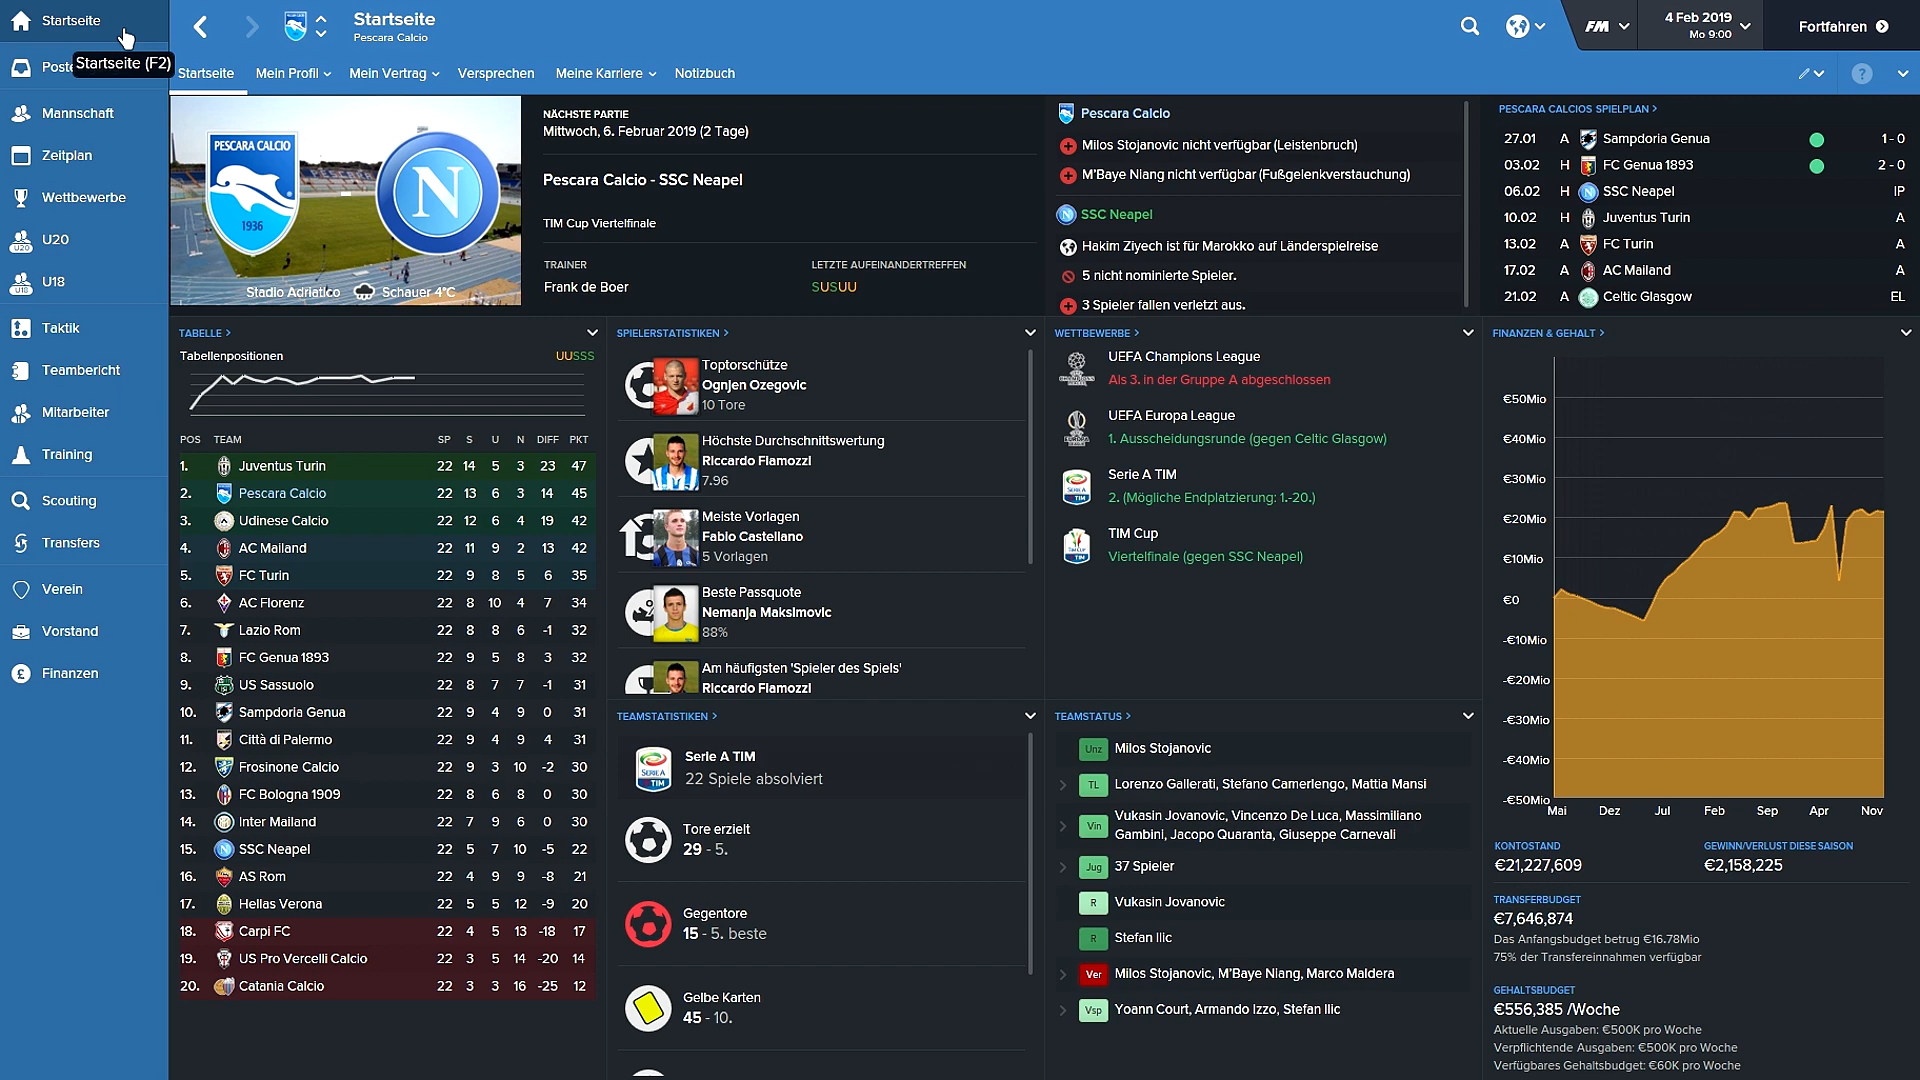 Startseite
Poste
Startseite (F2)
Mannschaft
Zeitplan
Wettbewerbe
U20
U18
Taktik
Teambericht
Mitarbeiter
Training
Scouting
Transfers
Verein
Vorstand
Finanzen
Startseite
Pescara Calcio
FM
4 Feb 2019
Mo 9:00
Fortfahren
Startseite Mein Profil Mein Vertrag Versprechen Meine Karriere Notizbuch
PESCARA CALCIO
1936
N
Stadio Adriatico Schauer 4°C
NÄCHSTE PARTIE
Mittwoch, 6. Februar 2019 (2 Tage)
Pescara Calcio - SSC Neapel
TIM Cup Viertelfinale
TRAINER LETZTE AUFEINANDERTREFFEN
Frank de Boer SUSUU
Pescara Calcio
Milos Stojanovic nicht verfügbar (Leistenbruch)
M'Baye Niang nicht verfügbar (Fußgelenkverstauchung)
SSC Neapel
Hakim Ziyech ist für Marokko auf Länderspielreise
5 nicht nominierte Spieler.
3 Spieler fallen verletzt aus.
PESCARA CALCIOS SPIELPLAN >
27.01 A Sampdoria Genua 1 - 0
03.02 H FC Genua 1893 2 - 0
06.02 H SSC Neapel IP
10.02 H Juventus Turin A
13.02 A FC Turin A
17.02 A AC Mailand A
21.02 A Celtic Glasgow EL
TABELLE >
Tabellenpositionen UUSSS
POS TEAM SP S U N DIFF PKT
1. Juventus Turin 22 14 5 3 23 47
2. Pescara Calcio 22 13 6 3 14 45
3. Udinese Calcio 22 12 6 4 19 42
4. AC Mailand 22 11 9 2 13 42
5. FC Turin 22 9 8 5 6 35
6. AC Florenz 22 8 10 4 7 34
7. Lazio Rom 22 8 8 6 -1 32
8. FC Genua 1893 22 9 5 8 3 32
9. US Sassuolo 22 8 7 7 -1 31
10. Sampdoria Genua 22 9 4 9 0 31
11. Città di Palermo 22 9 4 9 4 31
12. Frosinone Calcio 22 9 3 10 -2 30
13. FC Bologna 1909 22 8 6 8 0 30
14. Inter Mailand 22 7 9 6 0 30
15. SSC Neapel 22 5 7 10 -5 22
16. AS Rom 22 4 9 9 -8 21
17. Hellas Verona 22 5 5 12 -9 20
18. Carpi FC 22 4 5 13 -18 17
19. US Pro Vercelli Calcio 22 3 5 14 -20 14
20. Catania Calcio 22 3 3 16 -25 12
SPIELERSTATISTIKEN >
Toptorschütze
Ognjen Ozegovic
10 Tore
Höchste Durchschnittswertung
Riccardo Fiamozzi
7.96
Meiste Vorlagen
Fabio Castellano
5 Vorlagen
Beste Passquote
Nemanja Maksimovic
88%
Am häufigsten 'Spieler des Spiels'
Riccardo Fiamozzi
TEAMSTATISTIKEN >
Serie A TIM
22 Spiele absolviert
Tore erzielt
29 - 5.
Gegentore
15 - 5. beste
Gelbe Karten
45 - 10.
WETTBEWERBE >
UEFA Champions League
Als 3. in der Gruppe A abgeschlossen
UEFA Europa League
1. Ausscheidungsrunde (gegen Celtic Glasgow)
Serie A TIM
2. (Mögliche Endplatzierung: 1.-20.)
TIM Cup
Viertelfinale (gegen SSC Neapel)
TEAMSTATUS >
Unz Milos Stojanovic
TL Lorenzo Gallerati, Stefano Camerlengo, Mattia Mansi
Vin Vukasin Jovanovic, Vincenzo De Luca, Massimiliano
Gambini, Jacopo Quaranta, Giuseppe Carnevali
Jug 37 Spieler
R Vukasin Jovanovic
R Stefan Ilic
Ver Milos Stojanovic, M'Baye Niang, Marco Maldera
Vsp Yoann Court, Armando Izzo, Stefan Ilic
FINANZEN & GEHALT >
€50Mio
€40Mio
€30Mio
€20Mio
€10Mio
€0
-€10Mio
-€20Mio
-€30Mio
-€40Mio
-€50Mio
Mai Dez Jul Feb Sep Apr Nov
KONTOSTAND GEWINN/VERLUST DIESE SAISON
€21,227,609 €2,158,225
TRANSFERBUDGET
€7,646,874
Das Anfangsbudget betrug €16.78Mio
75% der Transfereinnahmen verfügbar
GEHALTSBUDGET
€556,385 /Woche
Aktuelle Ausgaben: €500K pro Woche
Verpflichtende Ausgaben: €500K pro Woche
Verfügbares Gehaltsbudget: €60K pro Woche